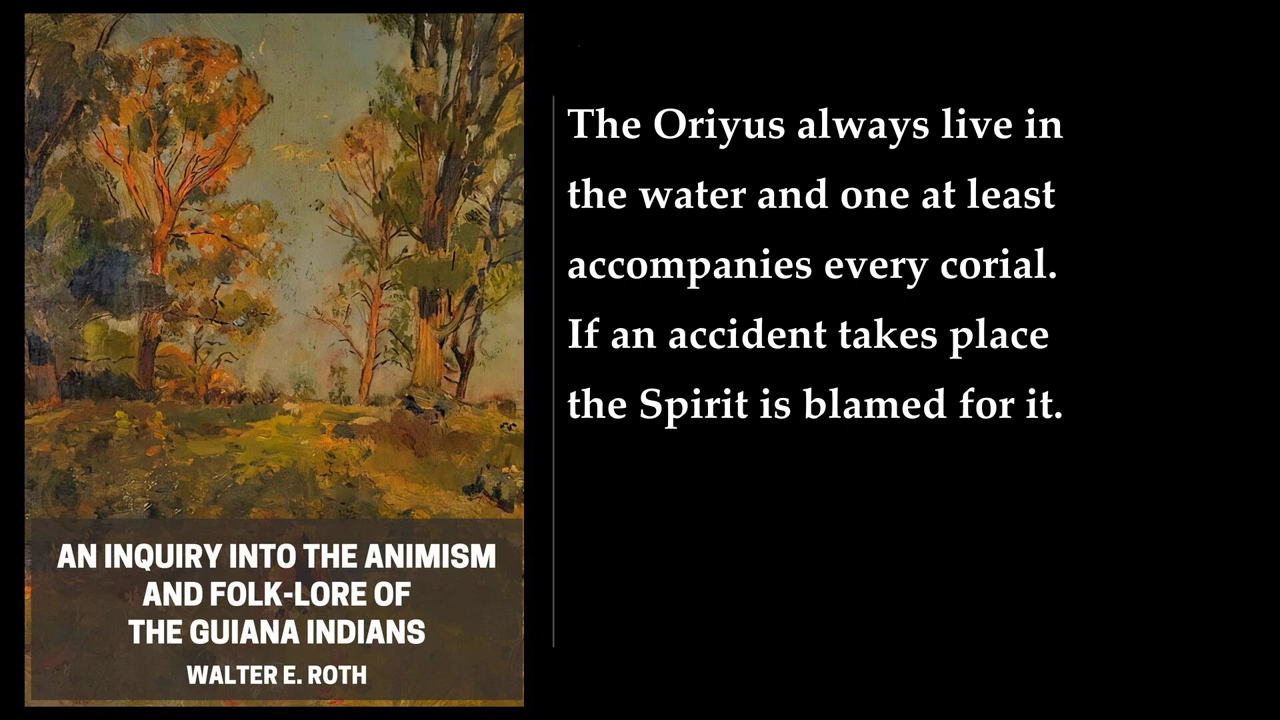 The Oriyus always live in
the water and one at least
accompanies every corial.
If an accident takes place
the Spirit is blamed for it.
AN INQUIRY INTO THE ANIMISM
AND FOLK-LORE OF
THE GUIANA INDIANS
WALTER E. ROTH